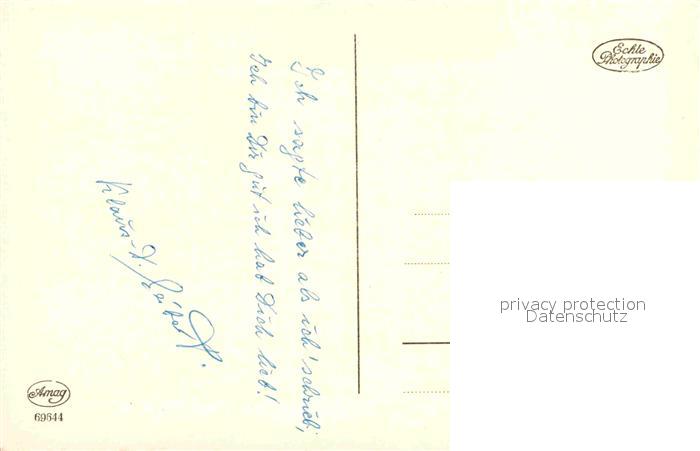 Echte
Photographie
Ich sagte lieber als ich's schrieb,
Ich bin Dir gut ich hab Dich lieb!
Klaus-D.
privacy protection
Datenschutz
Amag
69644